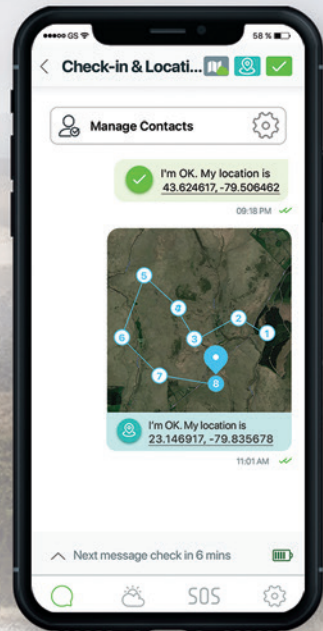 GS 58 %
Check-in & Locati...
Manage Contacts
I'm OK. My location is
43.624617, -79.506462
09:18 PM
5
4
2
3
1
6
7
8
I'm OK. My location is
23.146917, -79.835678
11:01 AM
Next message check in 6 mins
SOS